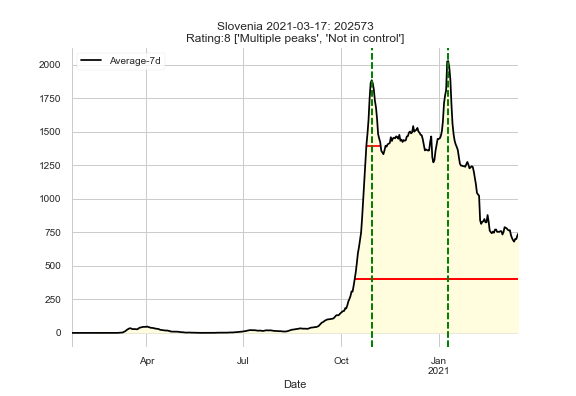 Slovenia 2021-03-17: 202573
Rating:8 ['Multiple peaks', 'Not in control']
Average-7d
2000
1750
1500
1250
1000
750
500
250
0
Apr
Jul
Oct
Jan
2021
Date